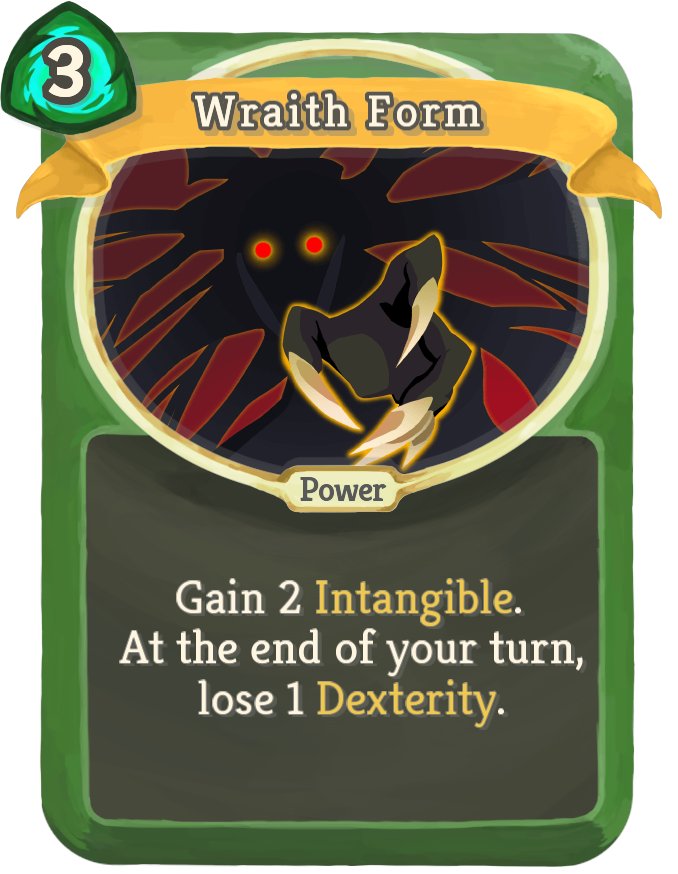 3
Wraith Form
Power
Gain 2 Intangible.
At the end of your turn,
lose 1 Dexterity.